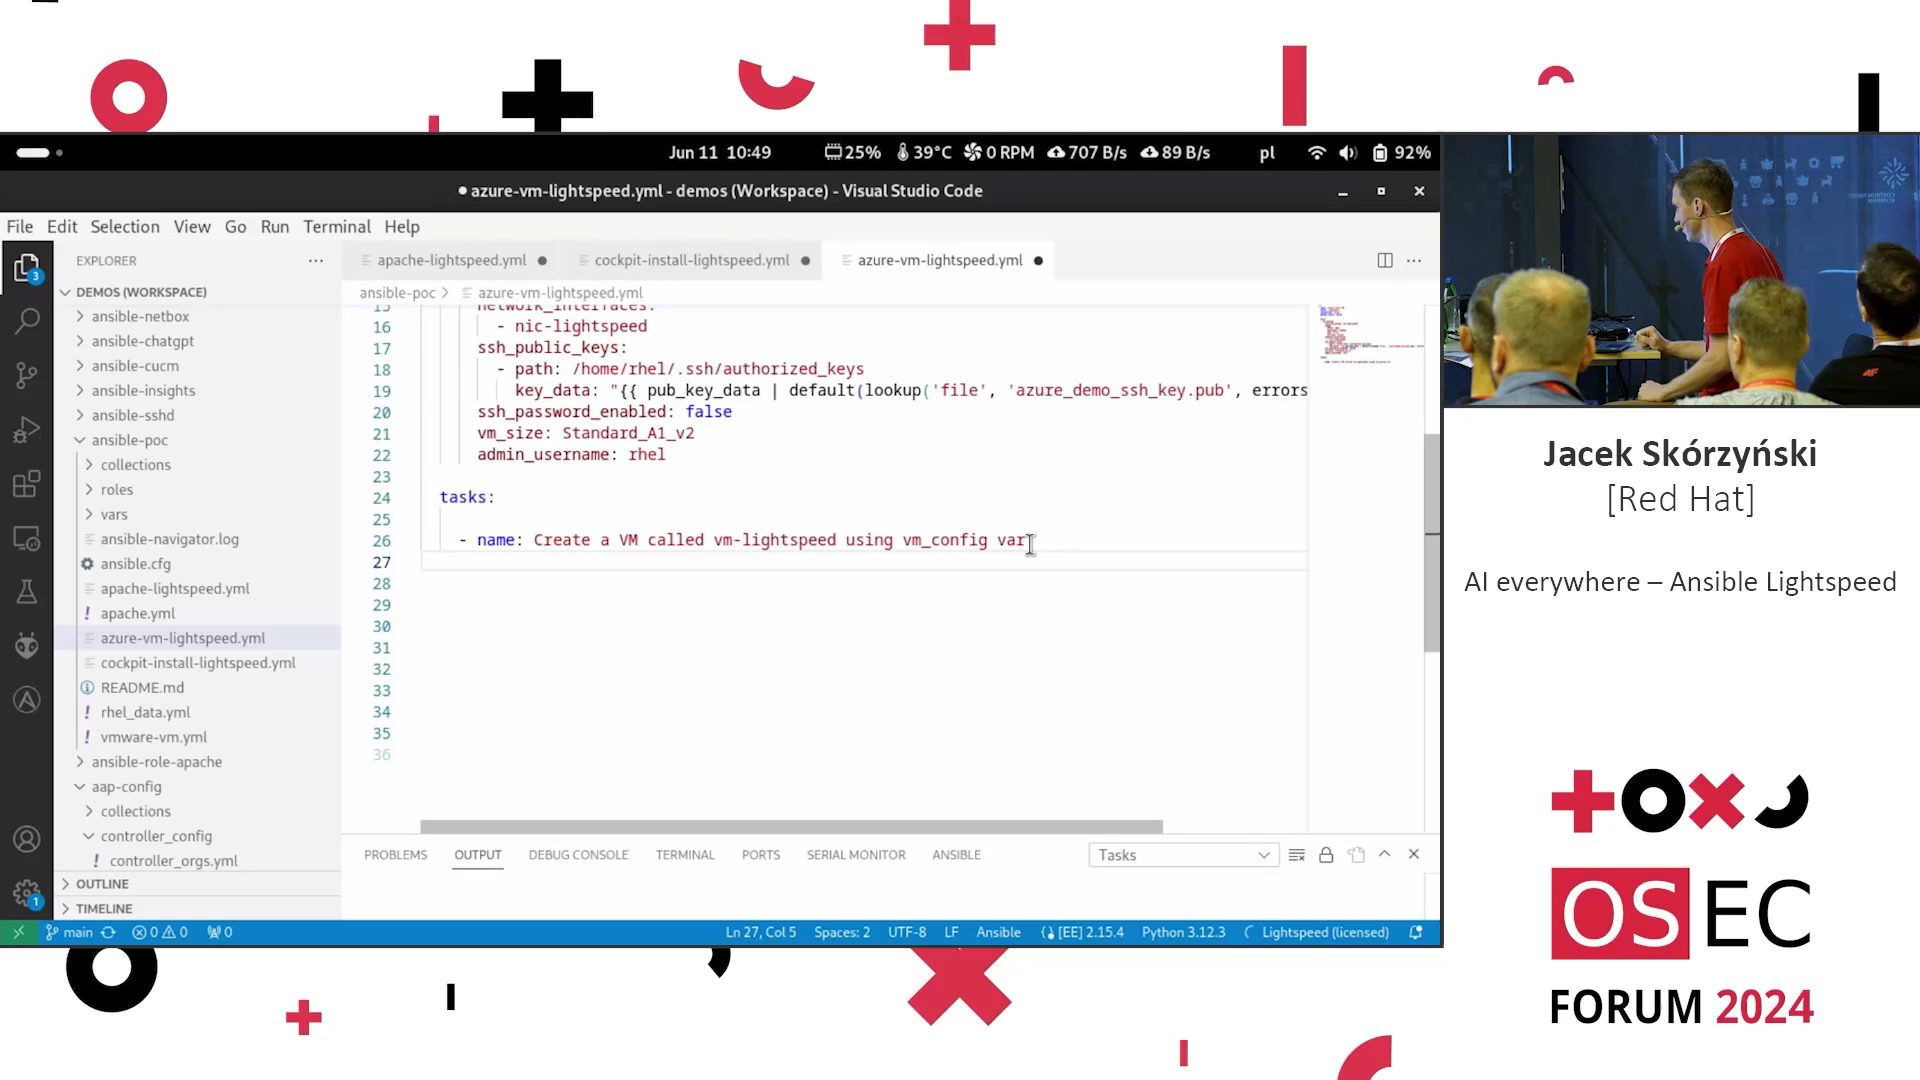 Jun 11 10:49
25%
39°C
0 RPM
707 B/s
89 B/s
pl
92%
azure-vm-lightspeed.yml - demos (Workspace) - Visual Studio Code
File Edit Selection View Go Run Terminal Help
EXPLORER
apache-lightspeed.yml
cockpit-install-lightspeed.yml
azure-vm-lightspeed.yml
3
DEMOS (WORKSPACE)
ansible-netbox
ansible-chatgpt
ansible-cucm
ansible-insights
ansible-sshd
ansible-poc
collections
roles
vars
ansible-navigator.log
ansible.cfg
apache-lightspeed.yml
! apache.yml
azure-vm-lightspeed.yml
cockpit-install-lightspeed.yml
README.md
! rhel_data.yml
! vmware-vm.yml
ansible-role-apache
aap-config
collections
controller_config
! controller_orgs.yml
OUTLINE
TIMELINE
1
ansible-poc > azure-vm-lightspeed.yml
15 network_interfaces:
16 - nic-lightspeed
17 ssh_public_keys:
18 - path: /home/rhel/.ssh/authorized_keys
19 key_data: "{{ pub_key_data | default(lookup('file', 'azure_demo_ssh_key.pub', errors
20 ssh_password_enabled: false
21 vm_size: Standard_A1_v2
22 admin_username: rhel
23
24 tasks:
25
26 - name: Create a VM called vm-lightspeed using vm_config var
27
28
29
30
31
32
33
34
35
36
PROBLEMS OUTPUT DEBUG CONSOLE TERMINAL PORTS SERIAL MONITOR ANSIBLE
Tasks
main 0 0 0
Ln 27, Col 5 Spaces: 2 UTF-8 LF Ansible [EE] 2.15.4 Python 3.12.3 Lightspeed (licensed)
Jacek Skórzyński
[Red Hat]
AI everywhere – Ansible Lightspeed
OSEC
FORUM 2024